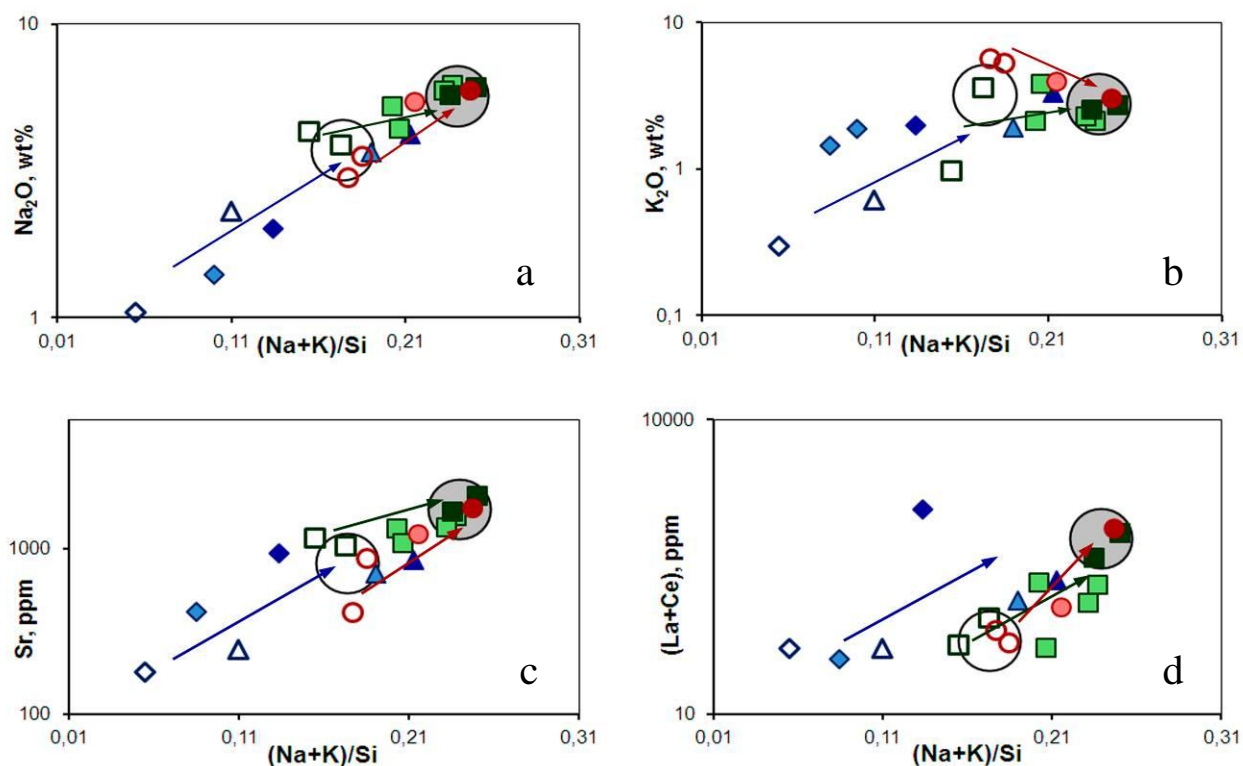 10
Na₂O, wt%
a
1
0,01
0,11
0,21
0,31
(Na+K)/Si
10
K₂O, wt%
1
b
0,1
0,01
0,11
0,21
0,31
(Na+K)/Si
Sr, ppm
1000
c
100
0,01
0,11
0,21
0,31
(Na+K)/Si
10000
(La+Ce), ppm
d
10
0,01
0,11
0,21
0,31
(Na+K)/Si